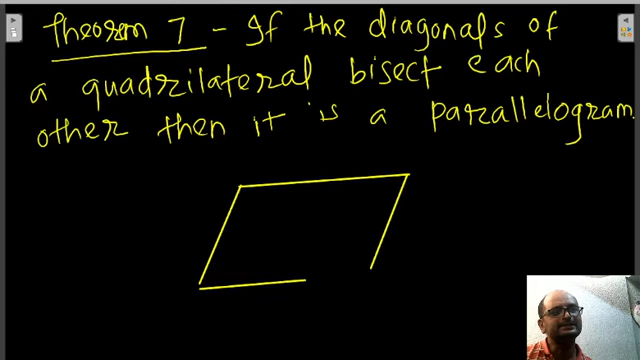 Theorem 7 - If the diagonals of
a quadrilateral bisect each
other then it is a parallelogram.